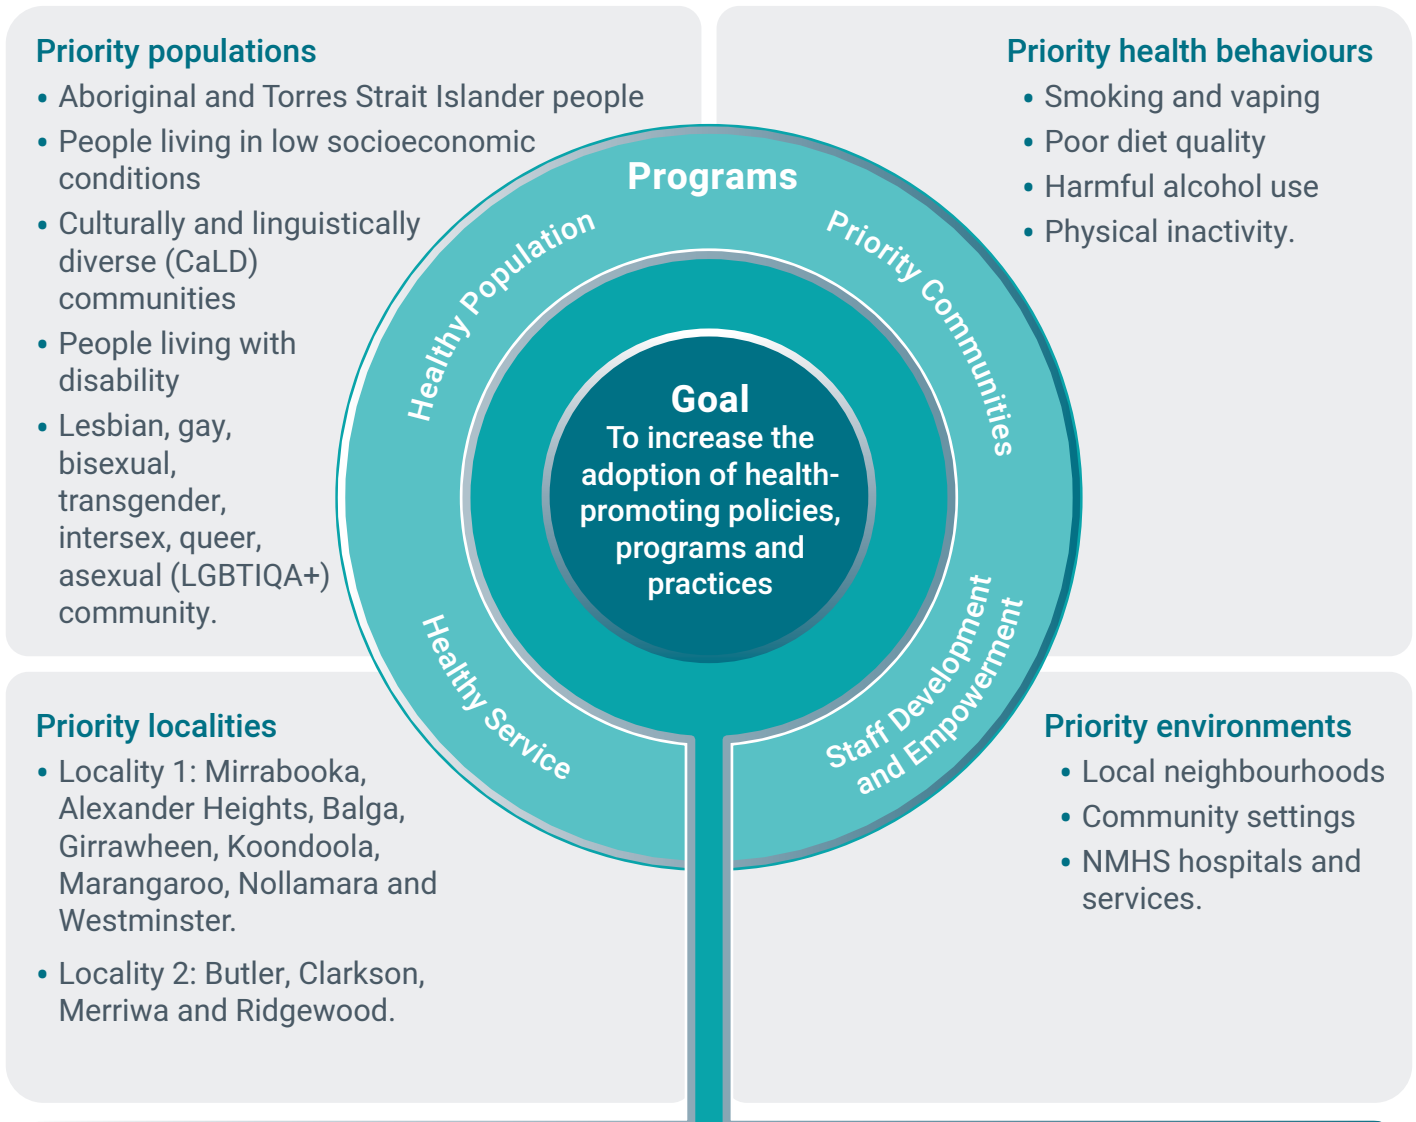 Priority populations
• Aboriginal and Torres Strait Islander people
• People living in low socioeconomic
conditions
• Culturally and linguistically
diverse (CaLD)
communities
• People living with
disability
• Lesbian, gay,
bisexual,
transgender,
intersex, queer,
asexual (LGBTIQA+)
community.
Priority health behaviours
• Smoking and vaping
• Poor diet quality
• Harmful alcohol use
• Physical inactivity.
Programs
Healthy Population
Priority Communities
Goal
To increase the
adoption of health-
promoting policies,
programs and
practices
Healthy Service
Staff Development
and Empowerment
Priority localities
• Locality 1: Mirrabooka,
Alexander Heights, Balga,
Girrawheen, Koondoola,
Marangaroo, Nollamara and
Westminster.
• Locality 2: Butler, Clarkson,
Merriwa and Ridgewood.
Priority environments
• Local neighbourhoods
• Community settings
• NMHS hospitals and
services.